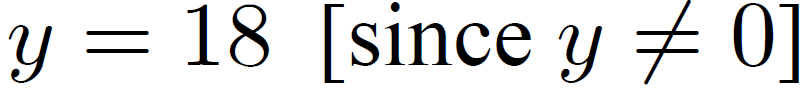 y = 18 [since y ≠ 0]